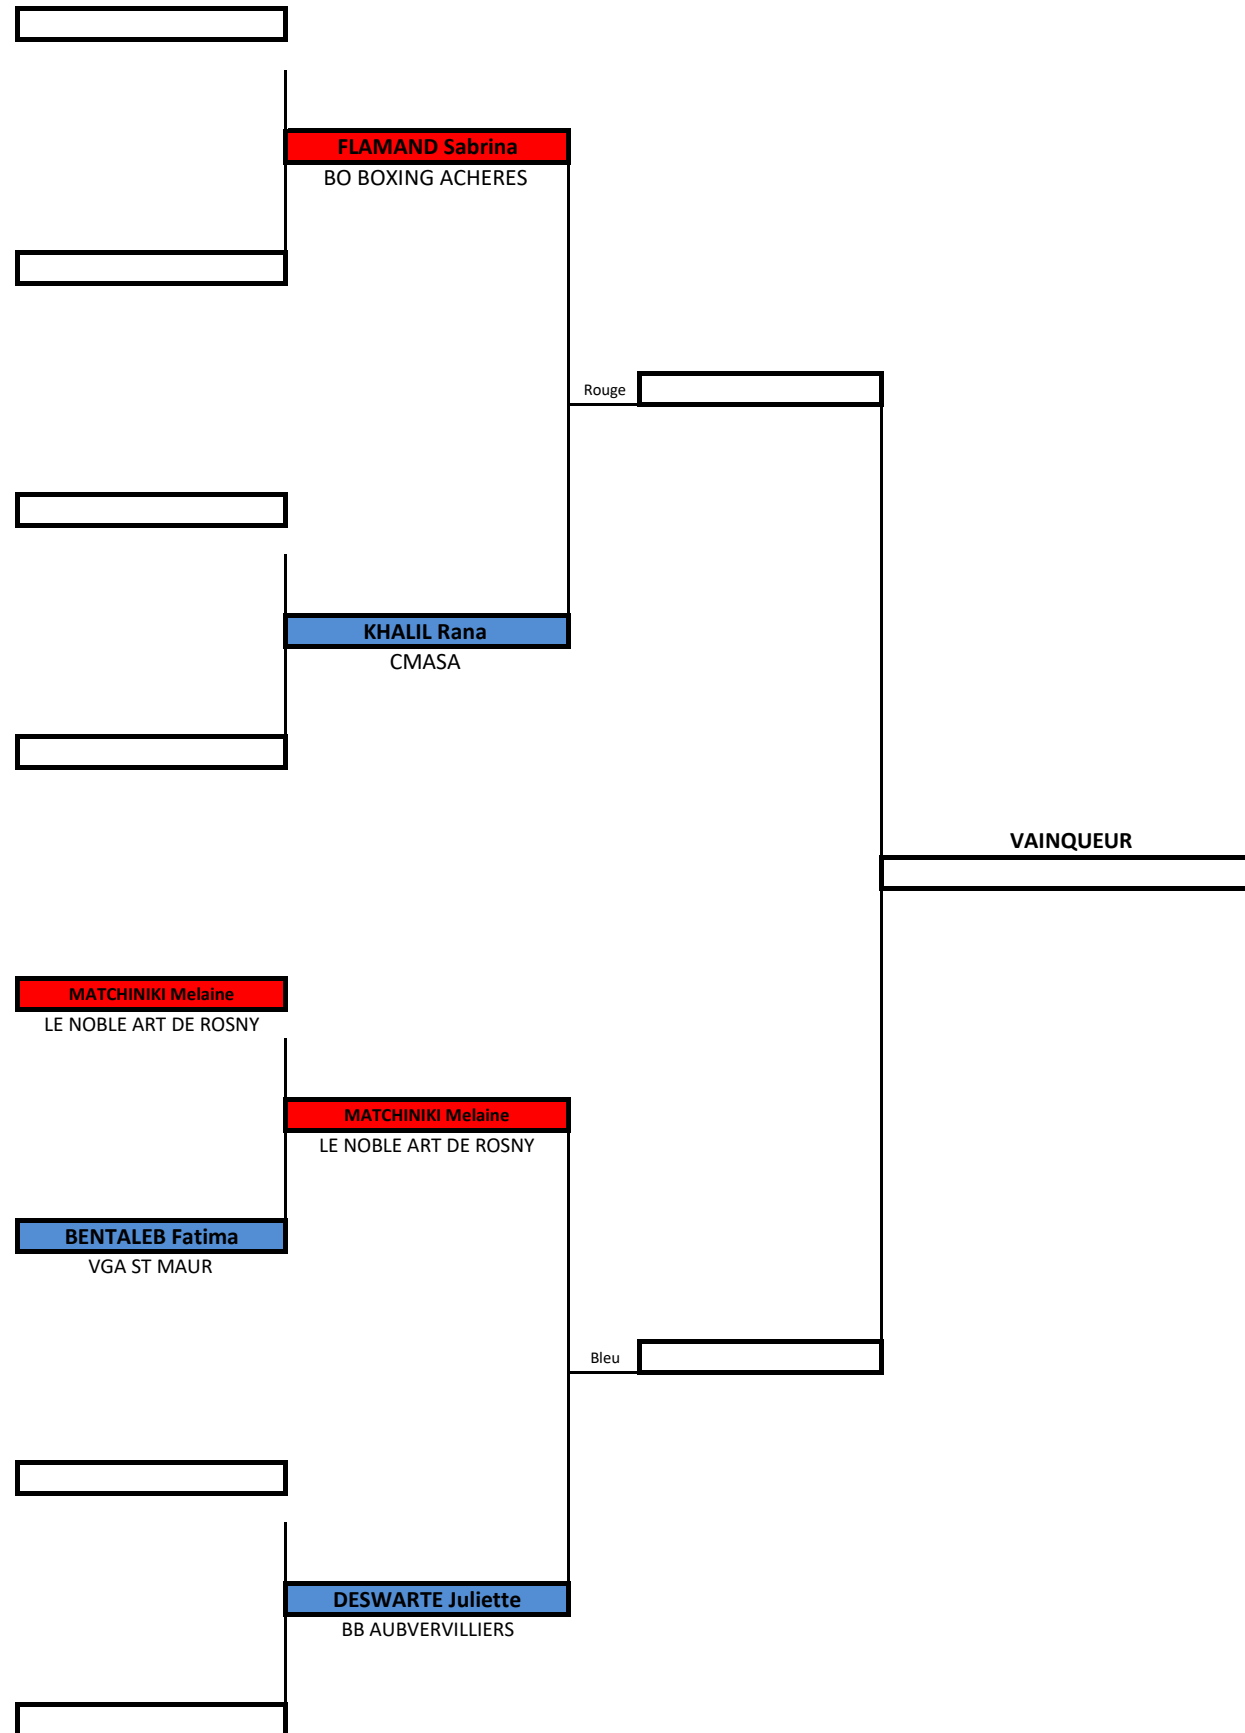 FLAMAND Sabrina
BO BOXING ACHERES
Rouge
KHALIL Rana
CMASA
VAINQUEUR
MATCHINIKI Melaine
LE NOBLE ART DE ROSNY
MATCHINIKI Melaine
LE NOBLE ART DE ROSNY
BENTALEB Fatima
VGA ST MAUR
Bleu
DESWARTE Juliette
BB AUBVERVILLIERS